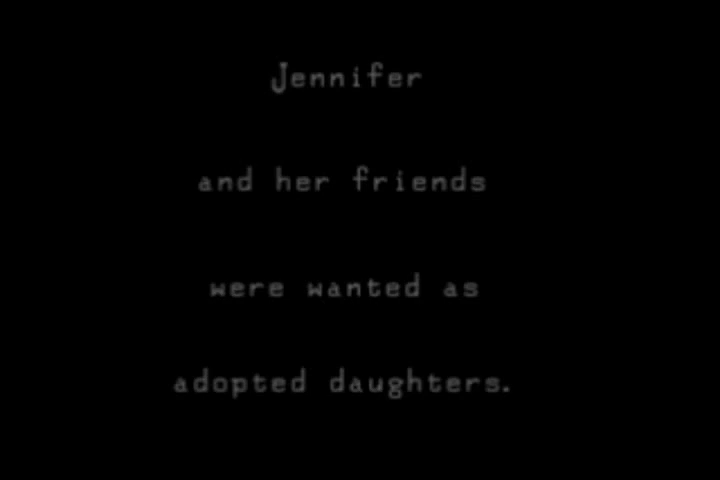 Jennifer
and her friends
were wanted as
adopted daughters.